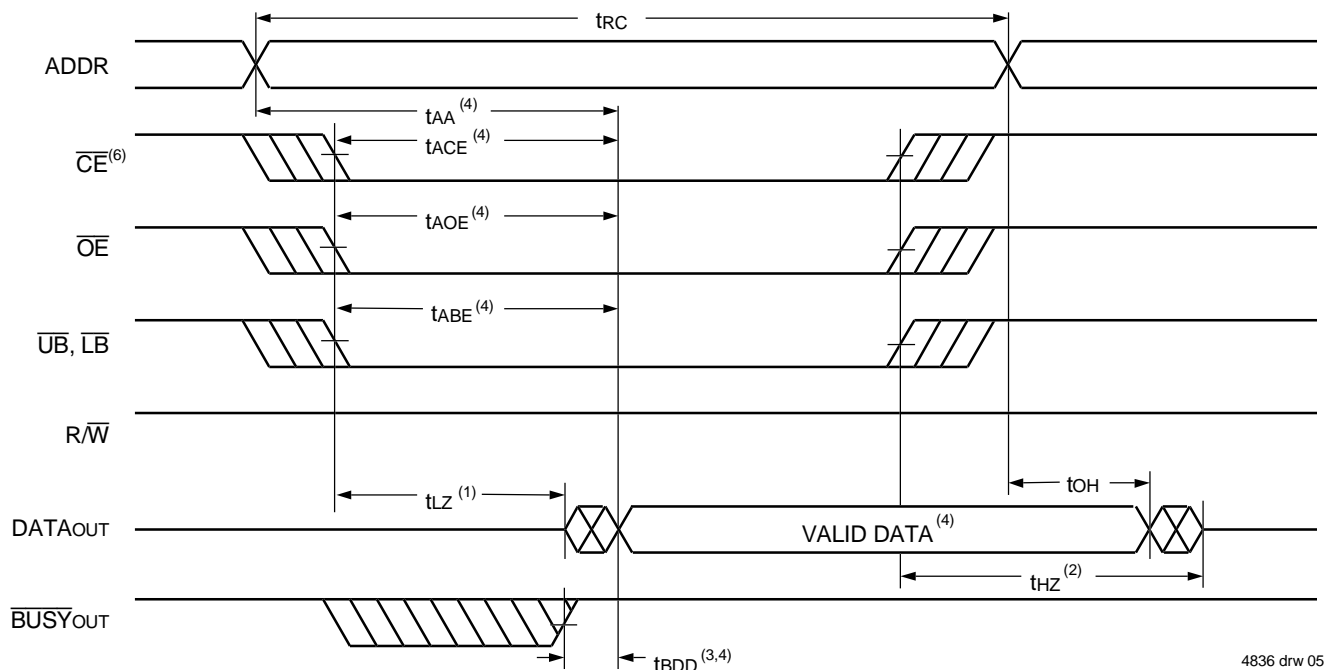 tRC
ADDR
tAA (4)
CE (6)
tACE (4)
OE
tAOE (4)
UB, LB
tABE (4)
R/W
tLZ (1)
tOH
DATAOUT
VALID DATA (4)
tHZ (2)
BUSYOUT
tBDD (3,4)
4836 drw 05